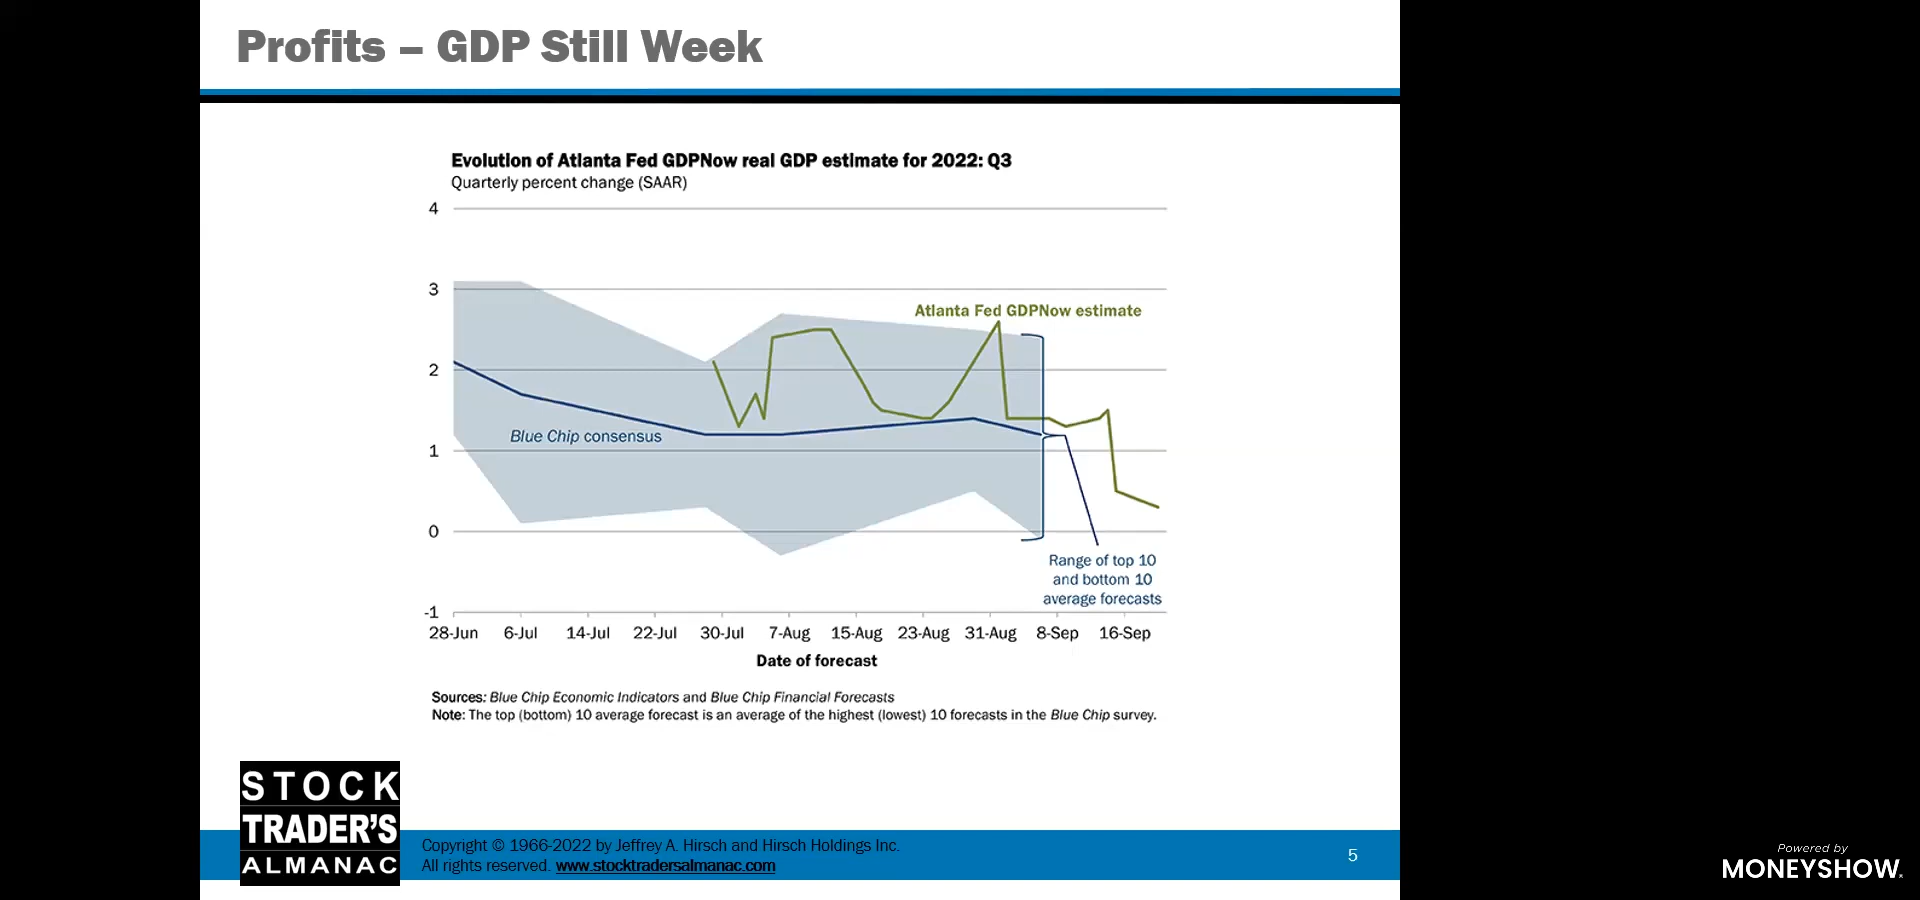 Profits – GDP Still Week
Evolution of Atlanta Fed GDPNow real GDP estimate for 2022: Q3
Quarterly percent change (SAAR)
4
3
2
1
0
-1
Atlanta Fed GDPNow estimate
Blue Chip consensus
Range of top 10
and bottom 10
average forecasts
28-Jun 6-Jul 14-Jul 22-Jul 30-Jul 7-Aug 15-Aug 23-Aug 31-Aug 8-Sep 16-Sep
Date of forecast
Sources: Blue Chip Economic Indicators and Blue Chip Financial Forecasts
Note: The top (bottom) 10 average forecast is an average of the highest (lowest) 10 forecasts in the Blue Chip survey.
STOCK
TRADER'S
ALMANAC
Copyright © 1966-2022 by Jeffrey A. Hirsch and Hirsch Holdings Inc.
All rights reserved. www.stocktradersalmanac.com
5
Powered by
MONEYSHOW.